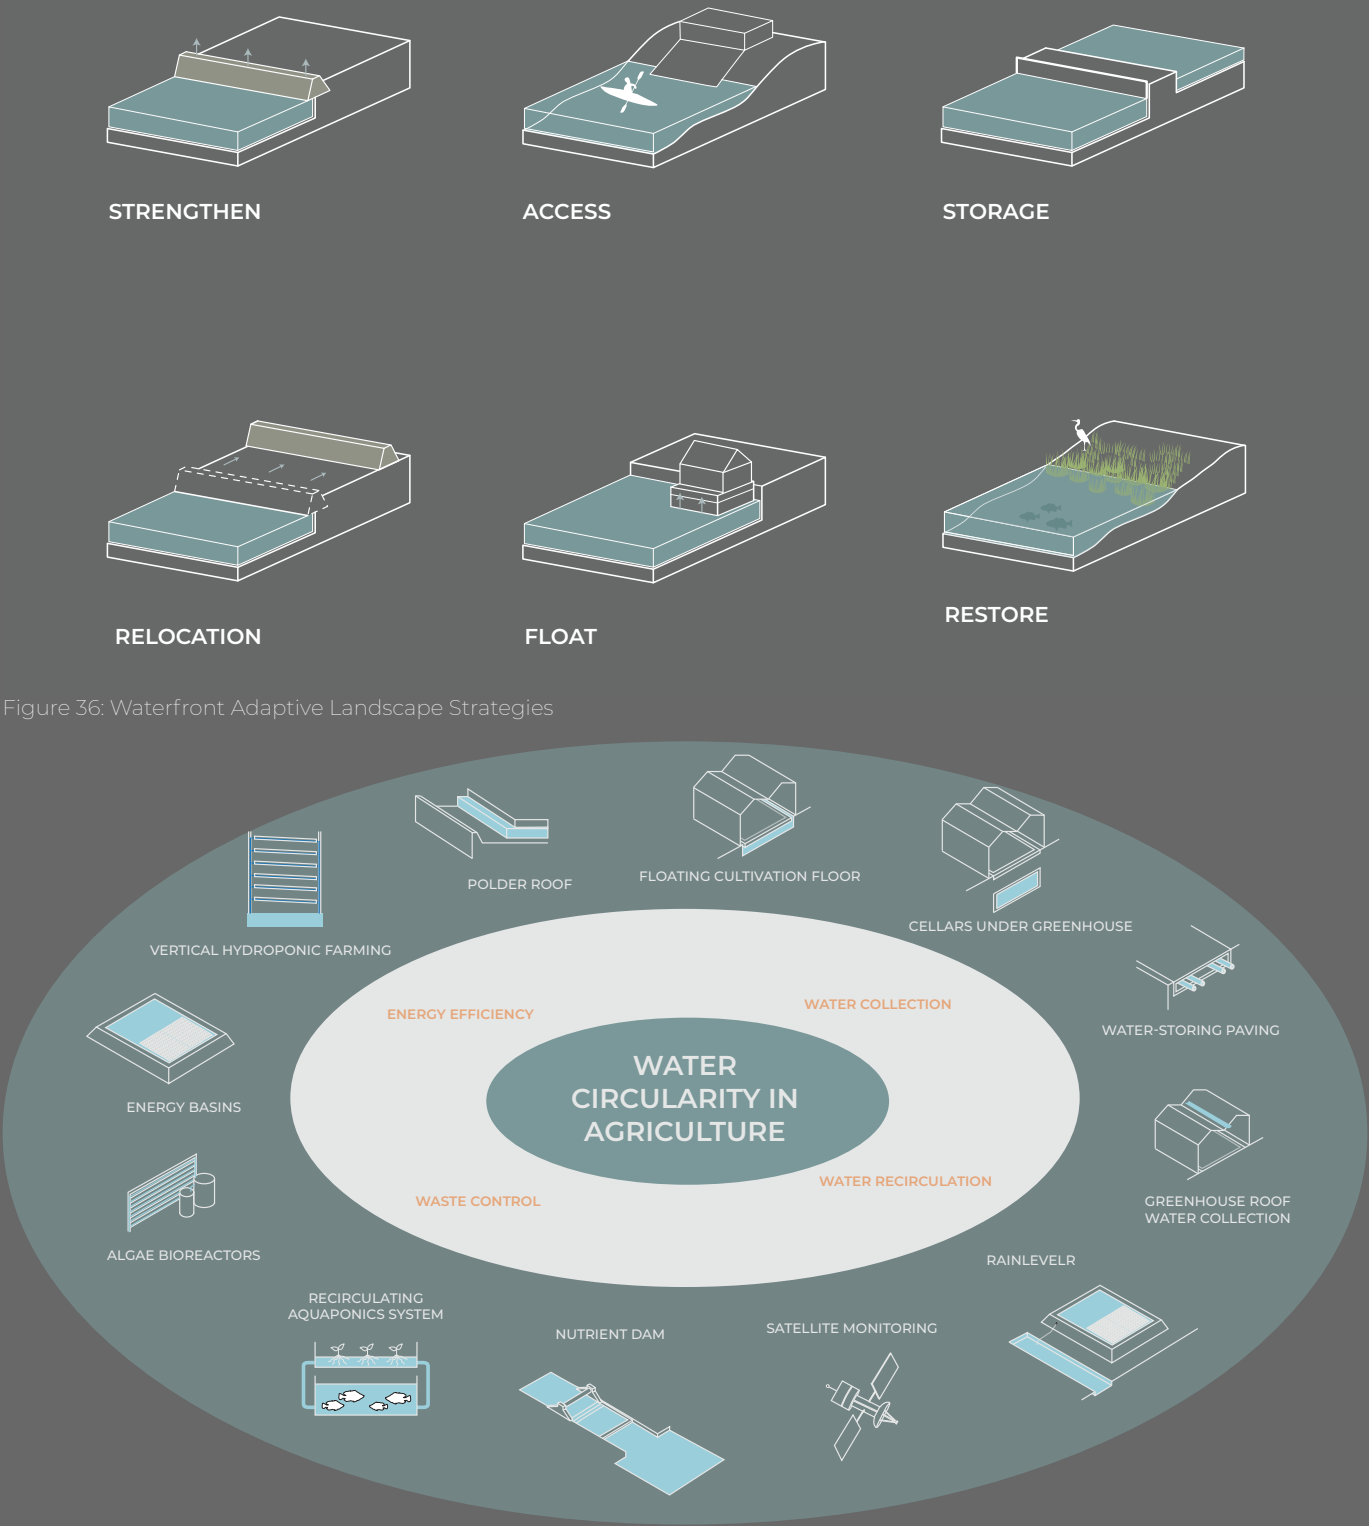 STRENGTHEN
ACCESS
STORAGE
RELOCATION
FLOAT
RESTORE
Figure 36: Waterfront Adaptive Landscape Strategies
POLDER ROOF
FLOATING CULTIVATION FLOOR
CELLARS UNDER GREENHOUSE
VERTICAL HYDROPONIC FARMING
WATER-STORING PAVING
ENERGY EFFICIENCY
WATER COLLECTION
WATER
CIRCULARITY IN
AGRICULTURE
ENERGY BASINS
WASTE CONTROL
WATER RECIRCULATION
GREENHOUSE ROOF
WATER COLLECTION
ALGAE BIOREACTORS
RAINLEVELR
RECIRCULATING
AQUAPONICS SYSTEM
NUTRIENT DAM
SATELLITE MONITORING